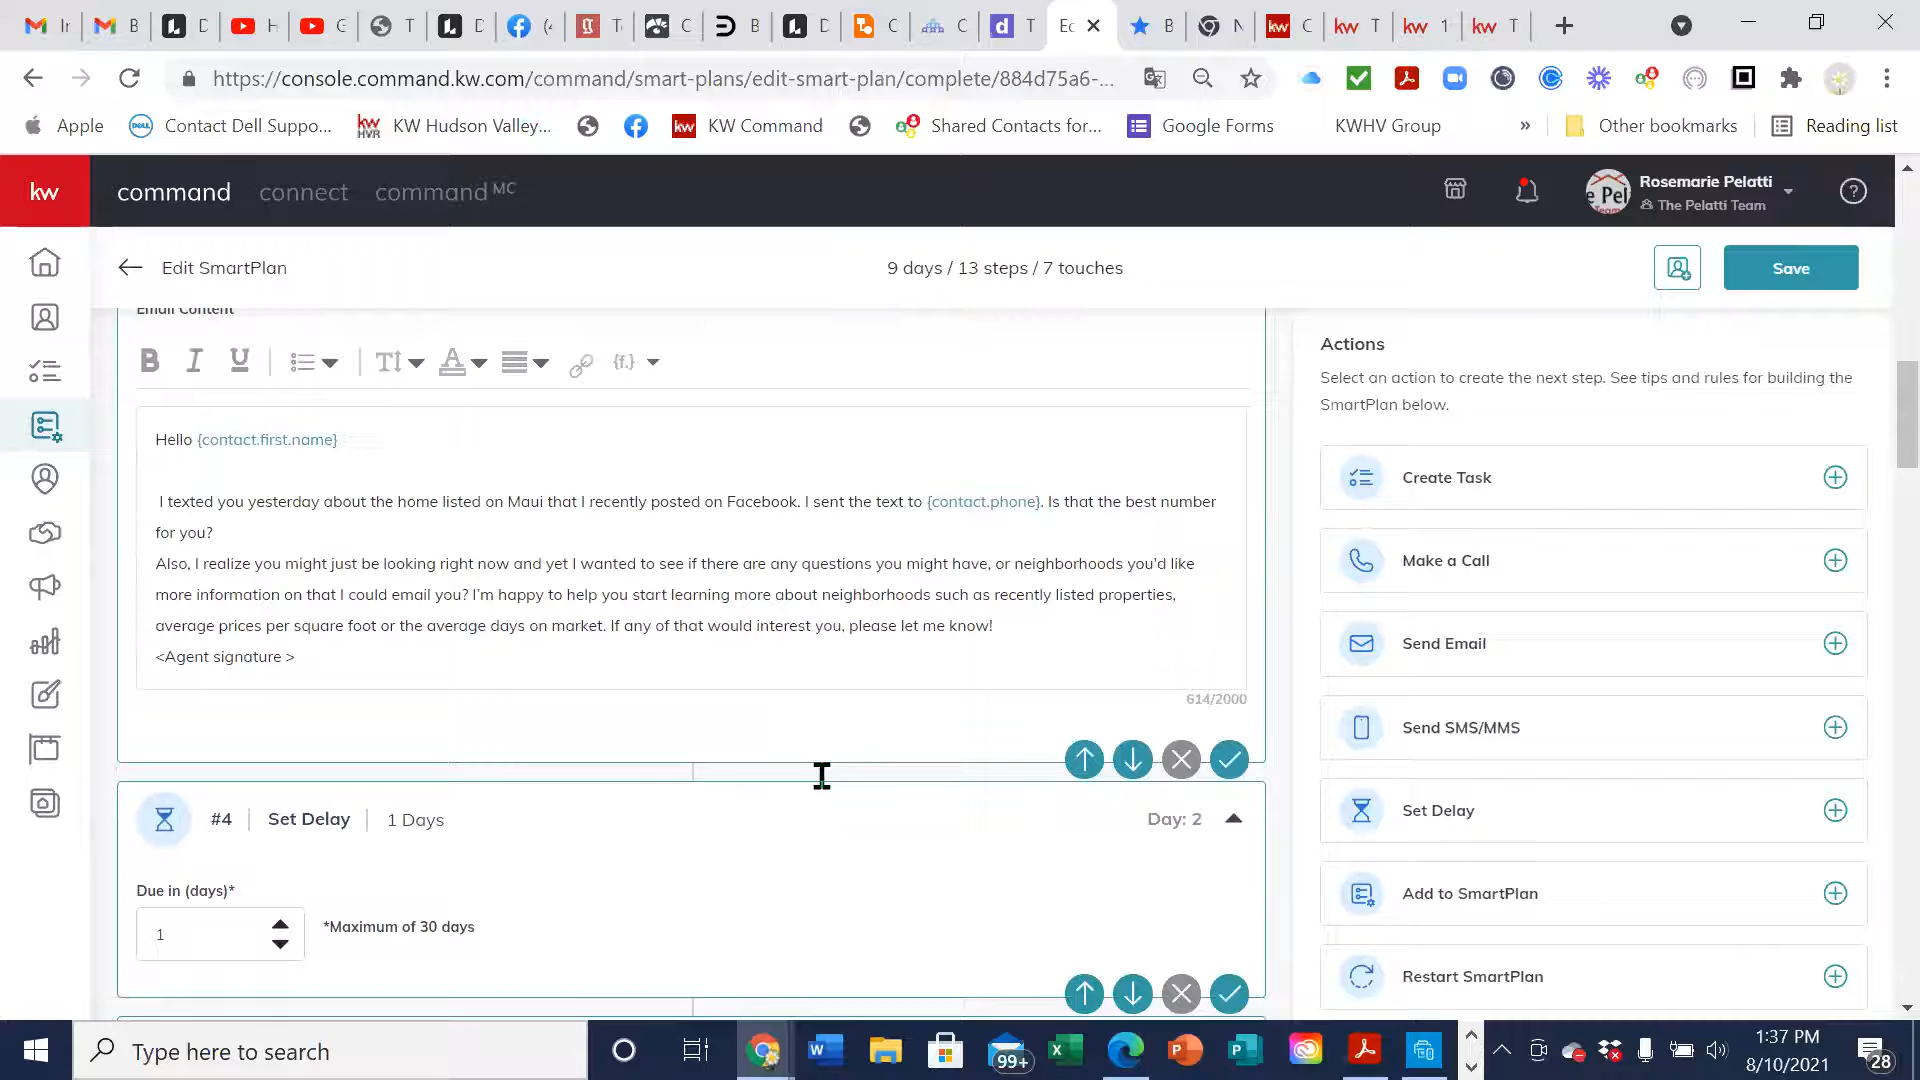 https://console.command.kw.com/command/smart-plans/edit-smart-plan/complete/884d75a6-...
Apple
Contact Dell Suppo...
KW Hudson Valley...
KW Command
Shared Contacts for...
Google Forms
KWHV Group
»
Other bookmarks
Reading list
kw
command
connect
command MC
Rosemarie Pelatti
The Pelatti Team
Edit SmartPlan
9 days / 13 steps / 7 touches
Save
Email Content
Hello {contact.first.name}
I texted you yesterday about the home listed on Maui that I recently posted on Facebook. I sent the text to {contact.phone}. Is that the best number
for you?
Also, I realize you might just be looking right now and yet I wanted to see if there are any questions you might have, or neighborhoods you'd like
more information on that I could email you? I'm happy to help you start learning more about neighborhoods such as recently listed properties,
average prices per square foot or the average days on market. If any of that would interest you, please let me know!
<Agent signature >
614/2000
#4
Set Delay
1 Days
Day: 2
Due in (days)*
1
*Maximum of 30 days
Actions
Select an action to create the next step. See tips and rules for building the
SmartPlan below.
Create Task
Make a Call
Send Email
Send SMS/MMS
Set Delay
Add to SmartPlan
Restart SmartPlan
Type here to search
99+
1:37 PM
8/10/2021
28